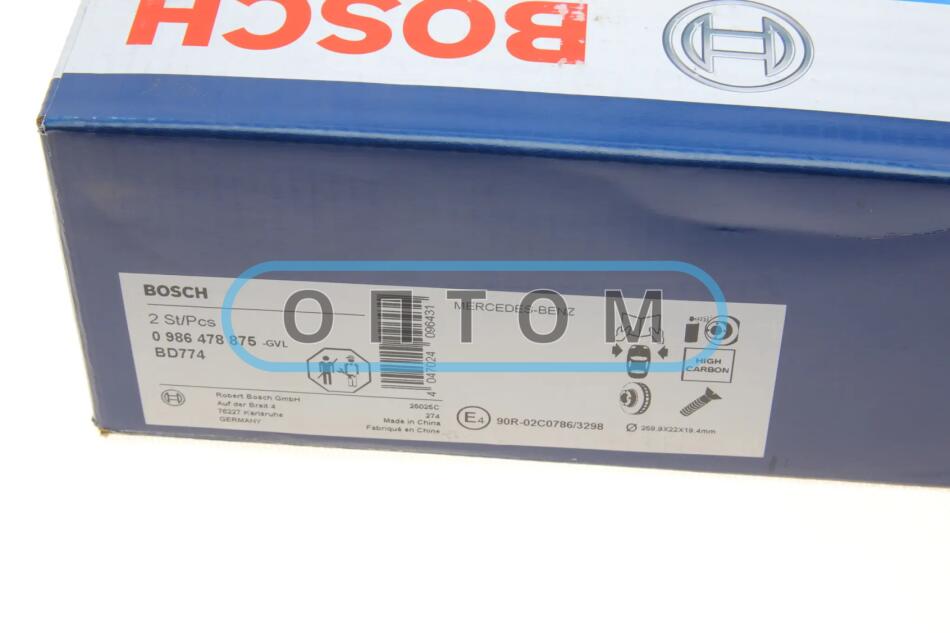 BOSCH
BOSCH
2 St/Pcs
0 986 478 875 -GVL
BD774
4 047024 096431
MERCEDES-BENZ
HIGH
CARBON
Robert Bosch GmbH
Auf der Breit 4
76227 Karlsruhe
GERMANY
25025C
274
Made in China
Fabriqué en Chine
E4
90R-02C0786/3298
Ø 259.9X22X19.4mm
ОПТОМ